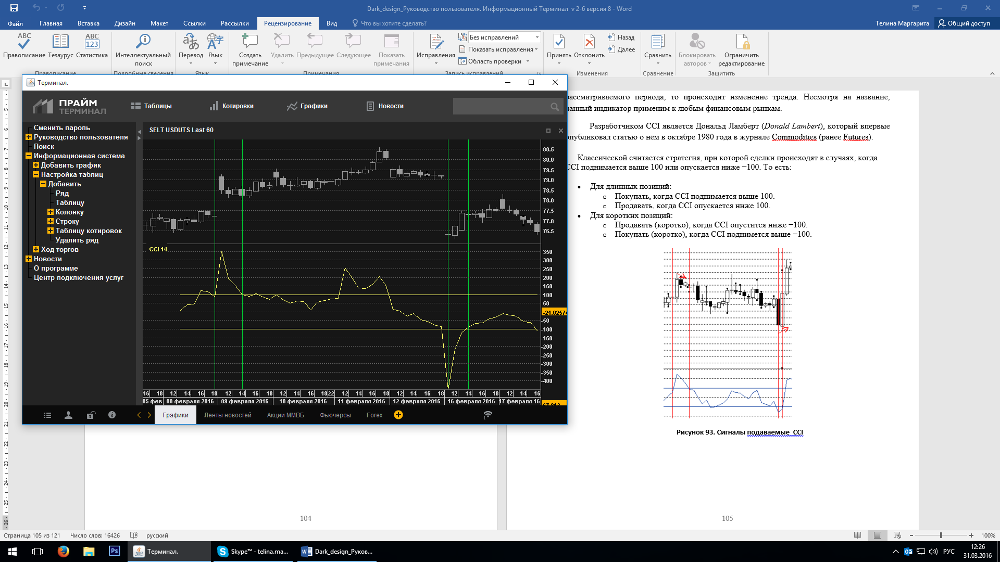 Dark_design_Руководство пользователя. Информационный Терминал v 2-6 версия 8 - Word
Файл Главная Вставка Дизайн Макет Ссылки Рассылки Рецензирование Вид Что вы хотите сделать? Телина Маргарита Общий доступ
ABC
Правописание
Тезаурус
ABC
123
Статистика
Интеллектуальный поиск
Перевод
Язык
Создать примечание
Удалить
Предыдущее
Следующее
Показать примечания
Исправления
Без исправлений
Показать исправления
Область проверки
Принять
Отклонить
Назад
Далее
Сравнить
Блокировать авторов
Ограничить редактирование
Правописание Подробные сведения Язык Примечания Запись исправлений Изменения Сравнение Защитить
Терминал.
ПРАЙМ
ТЕРМИНАЛ
Таблицы Котировки Графики Новости
Сменить пароль
Руководство пользователя
Поиск
Информационная система
Добавить график
Настройка таблиц
Добавить
Ряд
Таблицу
Колонку
Строку
Таблицу котировок
Удалить ряд
Ход торгов
Новости
О программе
Центр подключения услуг
SELT USDUTS Last 60
80.5
80.0
79.5
79.0
78.5
78.0
77.5
77.0
76.5
CCI 14
350
300
250
200
150
100
50
-21.0257
-50
-100
-150
-200
-250
-300
-350
-400
16 18 12 14 16 18 12 14 16 18 12 14 16 18 22 12 14 16 18 12 14 16 18 12 14 16 18 12 14 16
05 фев 08 февраля 2016 09 февраля 2016 10 февраля 2016 11 февраля 2016 12 февраля 2016 16 февраля 2016 17 февраля 16
Графики Ленты новостей Акции ММВБ Фьючерсы Forex
рассматриваемого периода, то происходит изменение тренда. Несмотря на название,
данный индикатор применим к любым финансовым рынкам.
Разработчиком CCI является Дональд Ламберт (Donald Lambert), который впервые
опубликовал статью о нём в октябре 1980 года в журнале Commodities (ранее Futures).
Классической считается стратегия, при которой сделки происходят в случаях, когда
CCI поднимается выше 100 или опускается ниже −100. То есть:
• Для длинных позиций:
o Покупать, когда CCI поднимается выше 100.
o Продавать, когда CCI опускается ниже 100.
• Для коротких позиций:
o Продавать (коротко), когда CCI опустится ниже −100.
o Покупать (коротко), когда CCI поднимется выше −100.
Рисунок 93. Сигналы подаваемые CCI
104
105
Страница 105 из 121 Число слов: 16426 русский 100%
Терминал. Skype™ - telina.ma... Dark_design_Руков... РУС
12:26
31.03.2016